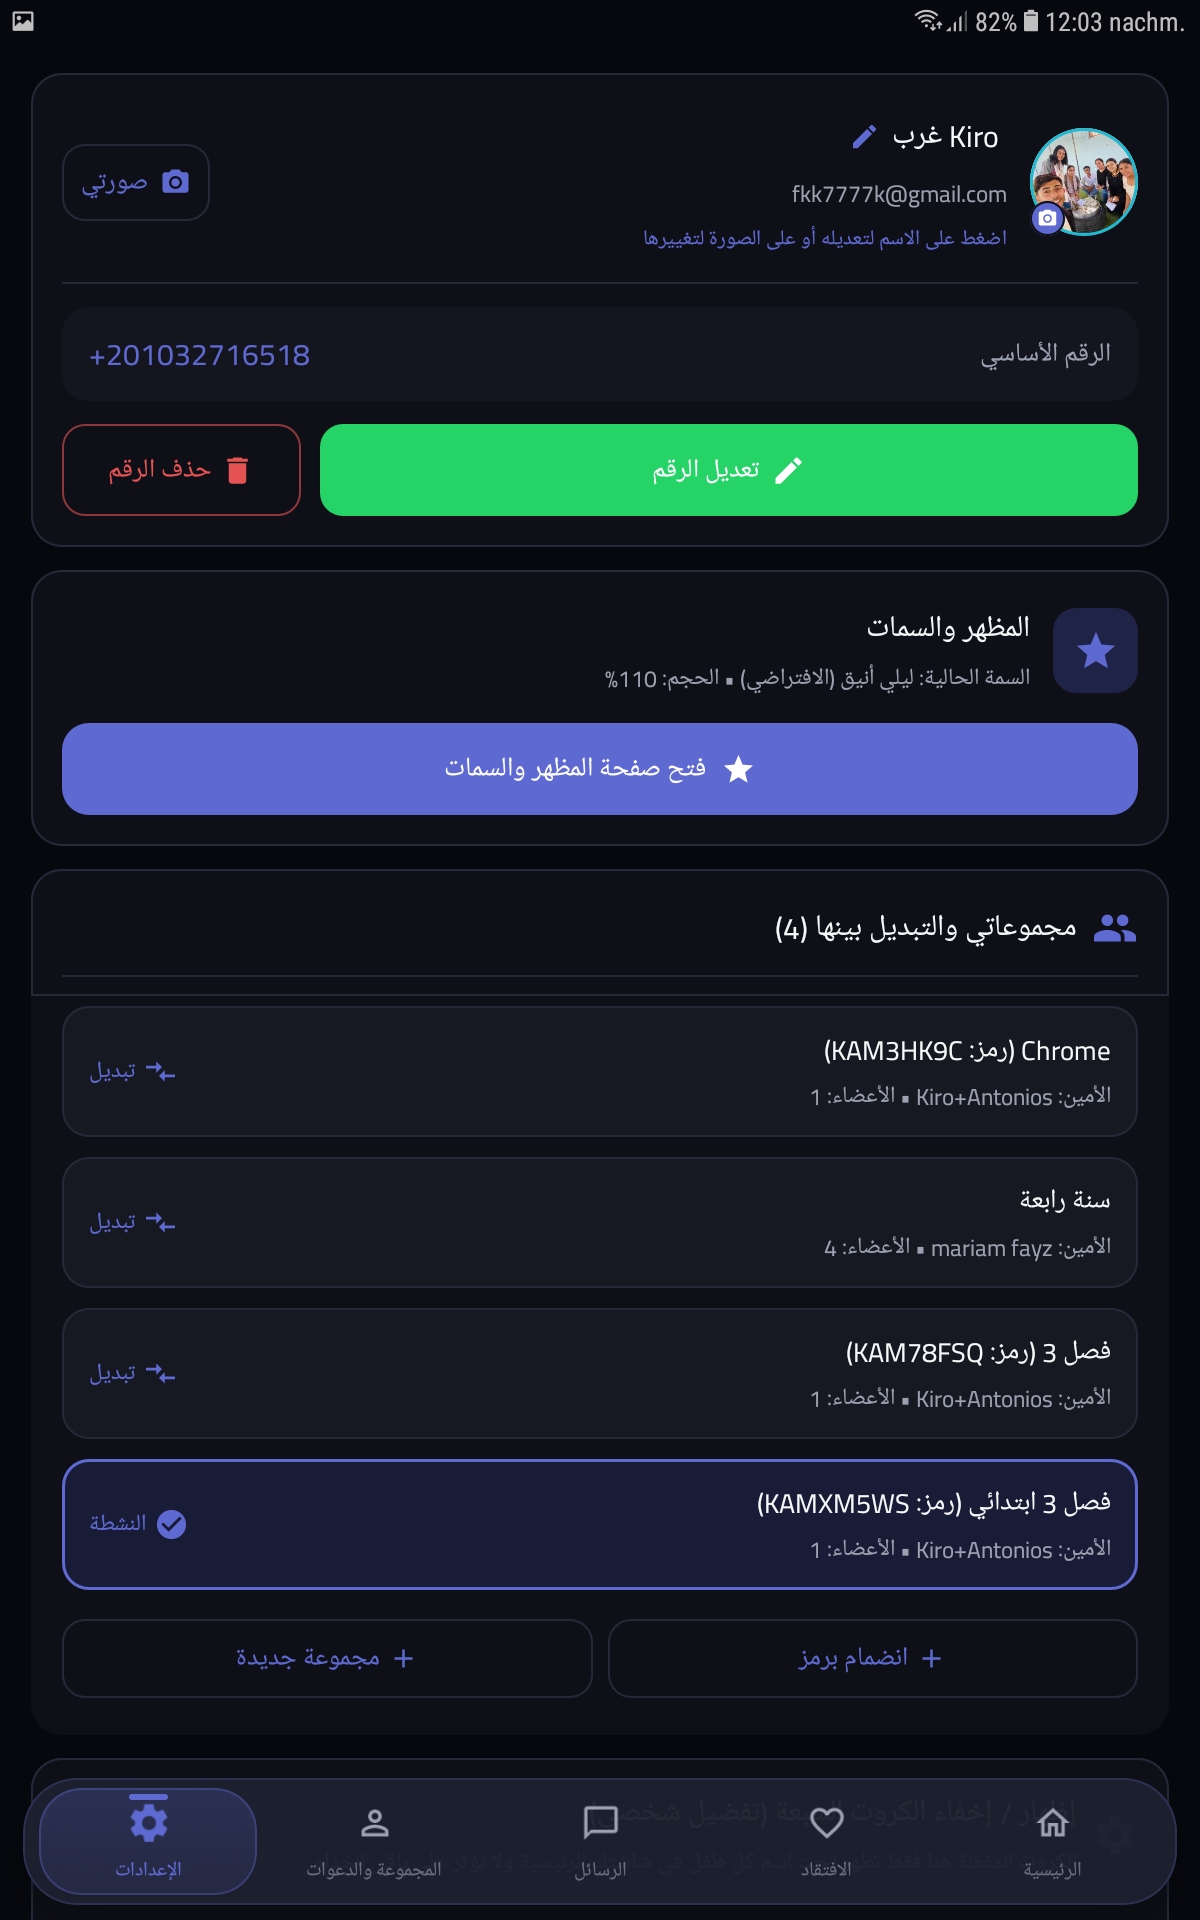 82% 12:03 nachm.
Kiro غرب
fkk7777k@gmail.com
اضغط على الاسم لتعديله أو على الصورة لتغييرها
صورتي
الرقم الأساسي
+201032716518
تعديل الرقم
حذف الرقم
المظهر والسمات
السمة الحالية: ليلي أنيق (الافتراضي) ▪ الحجم: 110%
فتح صفحة المظهر والسمات
مجموعاتي والتبديل بينها (4)
Chrome (رمز: KAM3HK9C)
الأمين: Kiro+Antonios ▪ الأعضاء: 1
تبديل
سنة رابعة
الأمين: mariam fayz ▪ الأعضاء: 4
تبديل
فصل 3 (رمز: KAM78FSQ)
الأمين: Kiro+Antonios ▪ الأعضاء: 1
تبديل
فصل 3 ابتدائي (رمز: KAMXM5WS)
الأمين: Kiro+Antonios ▪ الأعضاء: 1
النشطة
انضمام برمز
مجموعة جديدة
الرئيسية
الافتقاد
الرسائل
المجموعة والدعوات
الإعدادات